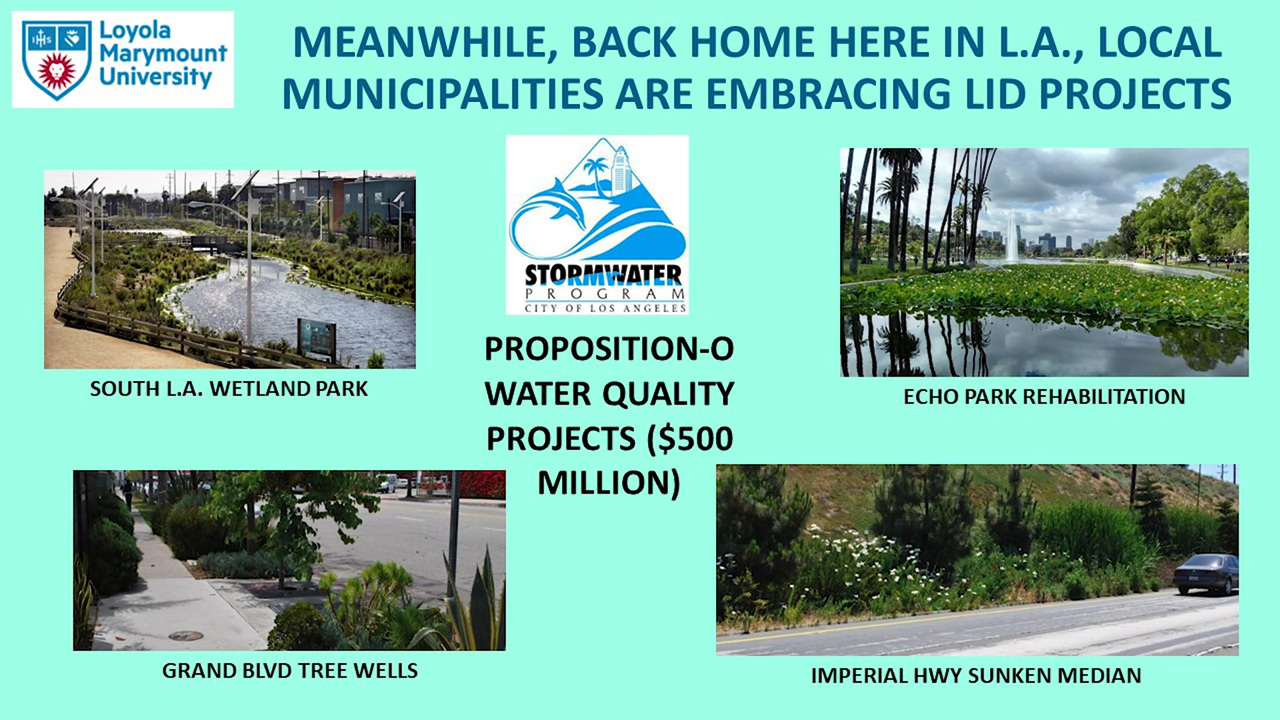 Loyola
Marymount
University
MEANWHILE, BACK HOME HERE IN L.A., LOCAL
MUNICIPALITIES ARE EMBRACING LID PROJECTS
STORMWATER
PROGRAM
CITY OF LOS ANGELES
PROPOSITION-O
WATER QUALITY
PROJECTS ($500
MILLION)
SOUTH L.A. WETLAND PARK
ECHO PARK REHABILITATION
GRAND BLVD TREE WELLS
IMPERIAL HWY SUNKEN MEDIAN